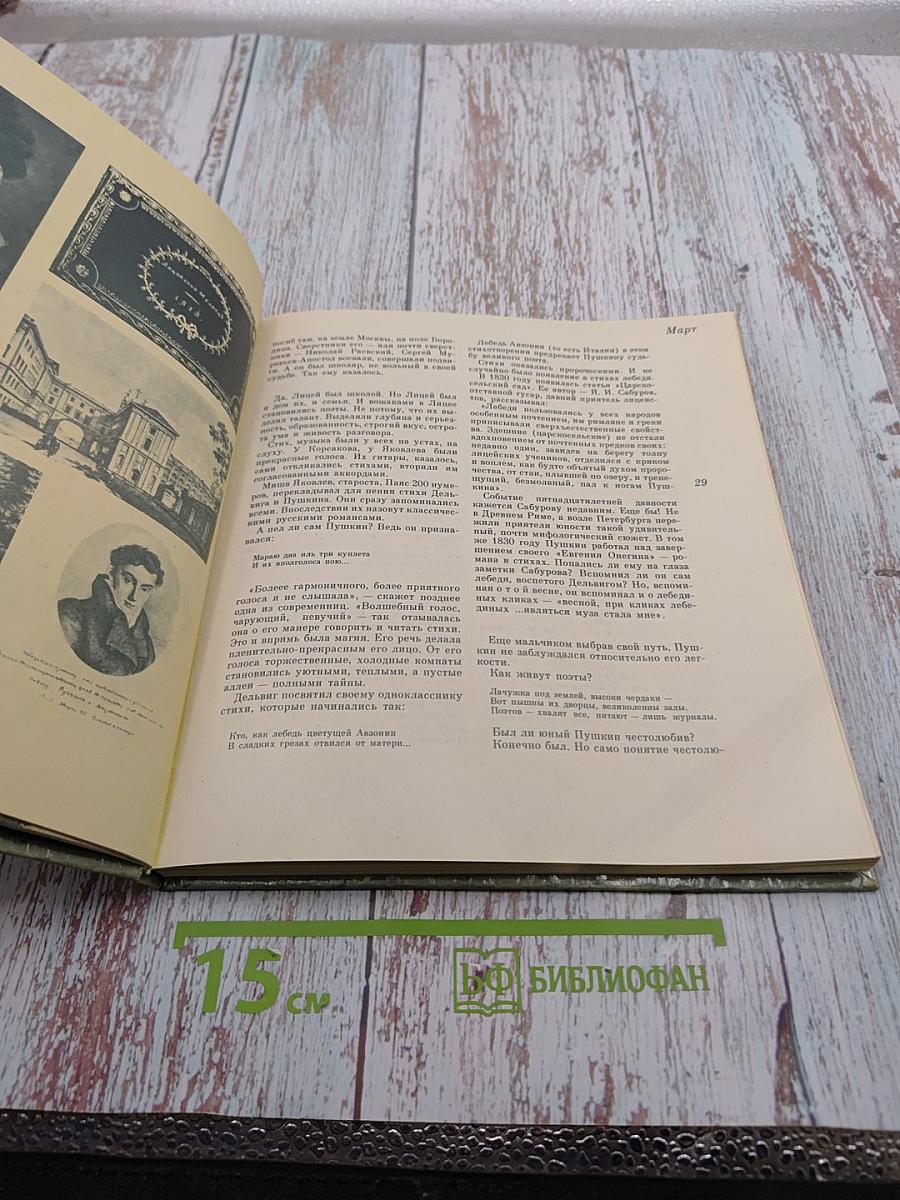 Лицейская
1836
Март
ногий там, на земле Москвы, на поле Боро-
дина. Сверстники его — или почти сверст-
ники — Николай Раевский, Сергей Му-
равьев-Апостол воевали, совершали подви-
ги. А он был школяр, не вольный в своей
судьбе. Так ему казалось.
Да, Лицей был школой. Но Лицей был
и дом их, и семья. И вожаками в Лицее
становились поэты. Не потому, что их вы-
делял талант. Выделяли глубина и серьез-
ность, образованность, строгий вкус, остро-
та ума и живость разговора.
Стих, музыка были у всех на устах, на
слуху. У Корсакова, у Яковлева были
прекрасные голоса. Их гитары, казалось,
сами откликались стихами, вторили им
согласованными аккордами.
Миша Яковлев, староста, Паяс 200 нуме-
ров, перекладывал для пения стихи Дель-
вига и Пушкина. Они сразу запоминались
всеми. Впоследствии их назовут классичес-
кими русскими романсами.
А пел ли сам Пушкин? Ведь он призна-
вался:
Мараю два иль три куплета
И их вполголоса пою...
«Болеее гармоничного, более приятного
голоса я не слышала», — скажет позднее
одна из современниц. «Волшебный голос,
чарующий, певучий» — так отзывалась
она о его манере говорить и читать стихи.
Это и впрямь была магия. Его речь делала
пленительно-прекрасным его лицо. От его
голоса торжественные, холодные комнаты
становились уютными, теплыми, а пустые
аллеи — полными тайны.
Дельвиг посвятил своему однокласснику
стихи, которые начинались так:
Кто, как лебедь цветущей Авзонии
В сладких грезах отвился от матери...
Лебедь Авзонии (то есть Италии) в этом
стихотворении предрекает Пушкину судь-
бу великого поэта.
Стихи оказались пророческими. И не
случайно было появление в стихах лебедя.
В 1830 году появилась статья «Царско-
сельский сад». Ее автор — Я. И. Сабуров,
отставной гусар, давний приятель лицеис-
тов, рассказывал:
«Лебеди пользовались у всех народов
особенным почтением, им римляне и греки
приписывали сверхъестественные свойст-
ва. Здешние (царскосельские) не отстали
вдохновением от почтенных предков своих:
недавно один, завидев на берегу толпу
лицейских учеников, отделился с криком
и воплем, как будто объятый духом проро-
чества, от стаи, плывшей по озеру, и трепе-
щущий, безмолвный, пал к ногам Пуш-
кина».
29
Событие пятнадцатилетней давности
кажется Сабурову недавним. Еще бы! Не
в Древнем Риме, а возле Петербурга пере-
жили приятели юности такой удивитель-
ный, почти мифологический сюжет. В том
же 1830 году Пушкин работал над завер-
шением своего «Евгения Онегина» — ро-
мана в стихах. Попались ли ему на глаза
заметки Сабурова? Вспомнил ли он сам
лебедя, воспетого Дельвигом? Но, вспоми-
ная о т о й весне, он вспоминал и о лебеди-
ных кликах — «весной, при кликах лебе-
диных ...являться муза стала мне».
Еще мальчиком выбрав свой путь, Пуш-
кин не заблуждался относительно его лег-
кости.
Как живут поэты?
Лачужка под землей, высоки чердаки —
Вот пышны их дворцы, великолепны залы.
Поэтов — хвалят все, питают — лишь журналы.
Был ли юный Пушкин честолюбив?
Конечно был. Но само понятие честолю-
15 см
БФ БИБЛИОФАН